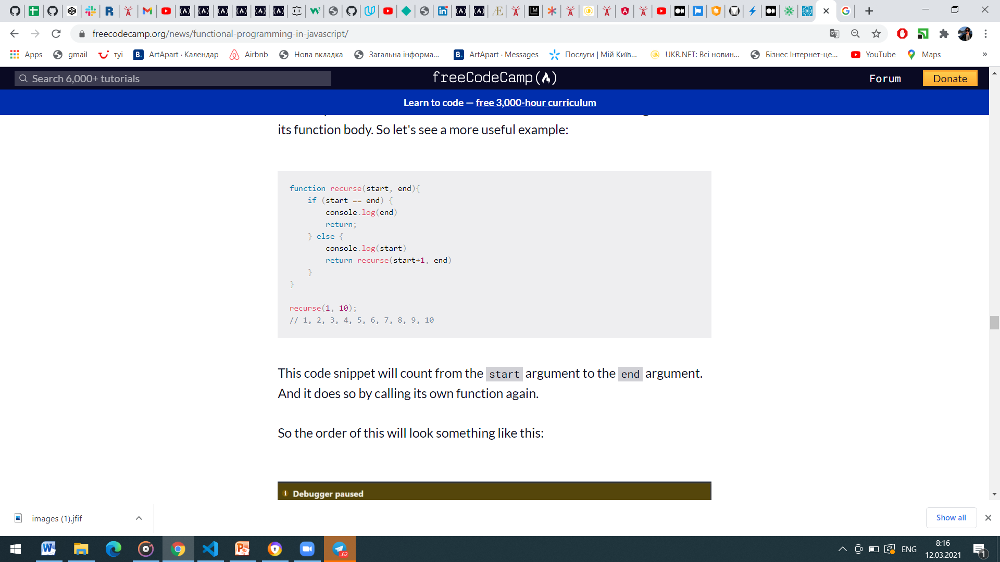 freecodecamp.org/news/functional-programming-in-javascript/
Apps
gmail
туі
ArtApart · Календар
Airbnb
Нова вкладка
Загальна інформа...
ArtApart · Messages
Послуги | Мій Київ...
UKR.NET: Всі новин...
Бізнес Інтернет-це...
YouTube
Maps
»
Search 6,000+ tutorials
freeCodeCamp
Forum
Donate
Learn to code — free 3,000-hour curriculum
its function body. So let's see a more useful example:
function recurse(start, end){
    if (start == end) {
        console.log(end)
        return;
    } else {
        console.log(start)
        return recurse(start+1, end)
    }
}
recurse(1, 10);
// 1, 2, 3, 4, 5, 6, 7, 8, 9, 10
This code snippet will count from the start argument to the end argument.
And it does so by calling its own function again.
So the order of this will look something like this:
Debugger paused
images (1).jfif
Show all
..62
ENG
8:16
12.03.2021
1